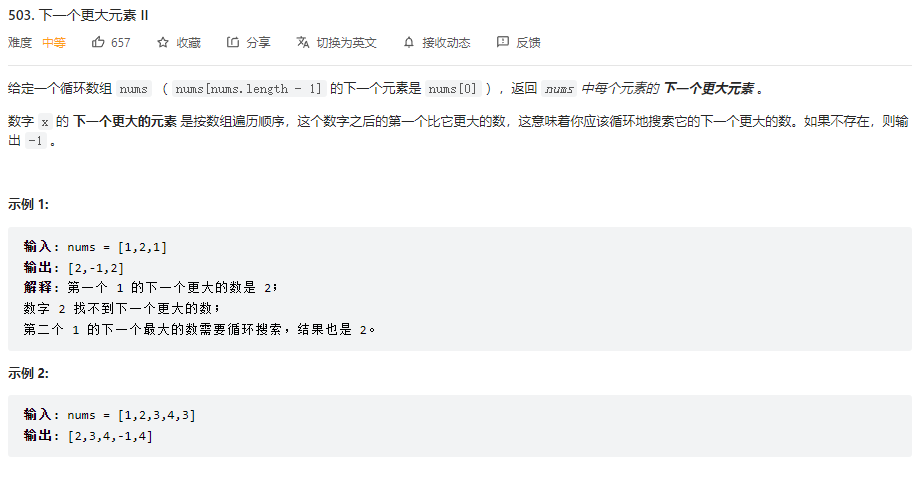 503. 下一个更大元素 II
难度 中等 657 收藏 分享 切换为英文 接收动态 反馈
给定一个循环数组 nums （ nums[nums.length - 1] 的下一个元素是 nums[0] ），返回 nums 中每个元素的 下一个更大元素 。
数字 x 的 下一个更大的元素 是按数组遍历顺序，这个数字之后的第一个比它更大的数，这意味着你应该循环地搜索它的下一个更大的数。如果不存在，则输
出 -1 。
示例 1:
输入: nums = [1,2,1]
输出: [2,-1,2]
解释: 第一个 1 的下一个更大的数是 2；
数字 2 找不到下一个更大的数；
第二个 1 的下一个最大的数需要循环搜索，结果也是 2。
示例 2:
输入: nums = [1,2,3,4,3]
输出: [2,3,4,-1,4]